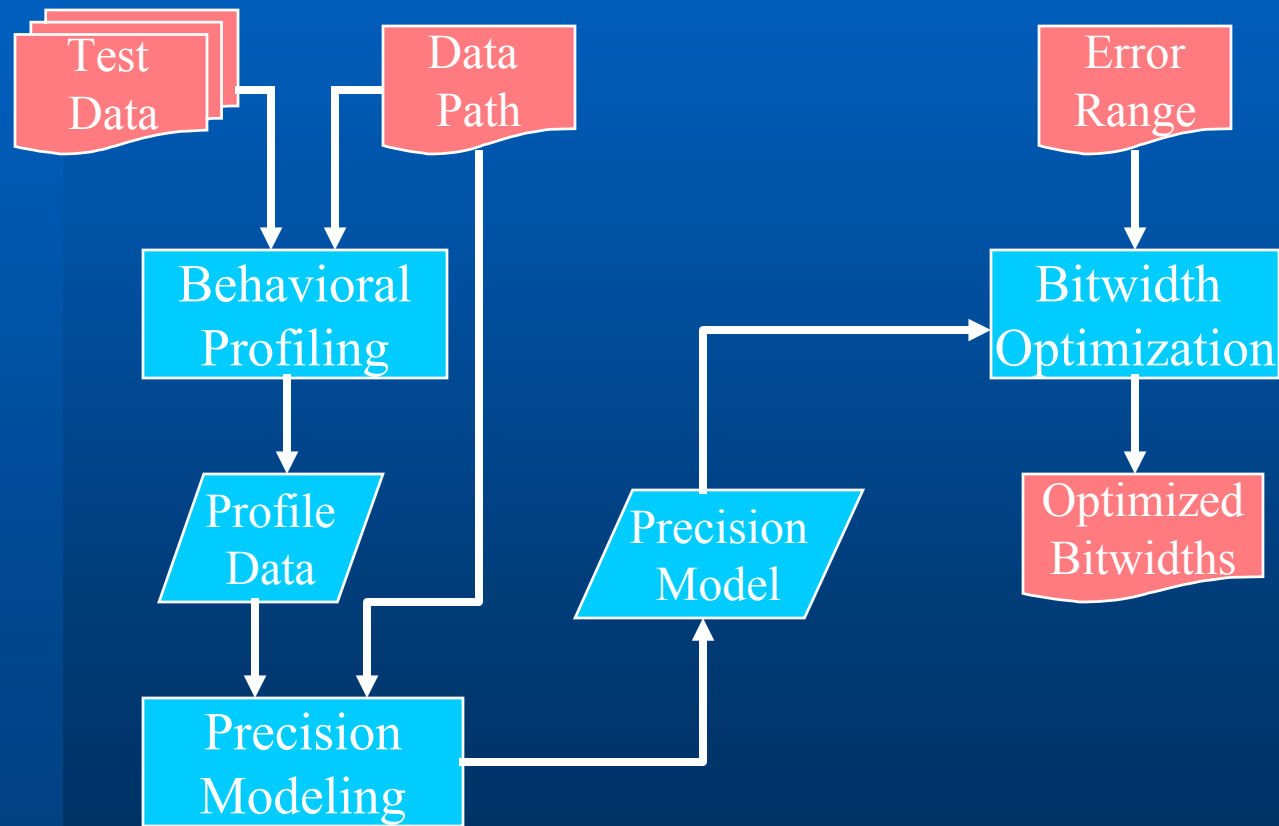 Test
Data
Data
Path
Error
Range
Behavioral
Profiling
Bitwidth
Optimization
Profile
Data
Precision
Model
Optimized
Bitwidths
Precision
Modeling